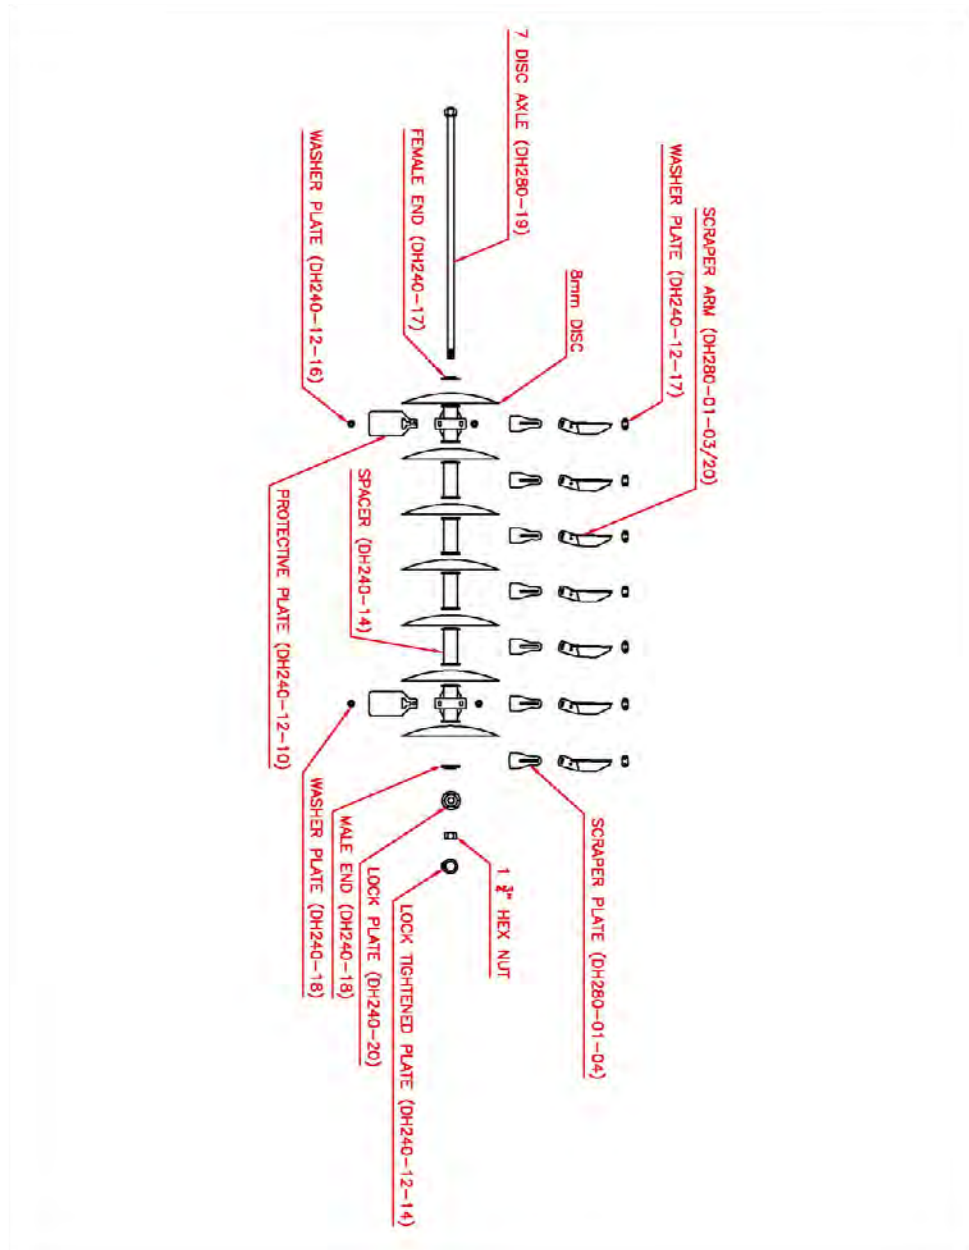 SCRAPER ARM (DH280-01-03/20)
WASHER PLATE (DH240-12-17)
SCRAPER PLATE (DH280-01-04)
8mm DISC
7 DISC AXLE (DH280-19)
1 3/4" HEX NUT
FEMALE END (DH240-17)
LOCK TIGHTENED PLATE (DH240-12-14)
LOCK PLATE (DH240-20)
SPACER (DH240-14)
MALE END (DH240-18)
WASHER PLATE (DH240-12-16)
WASHER PLATE (DH240-18)
PROTECTIVE PLATE (DH240-12-10)